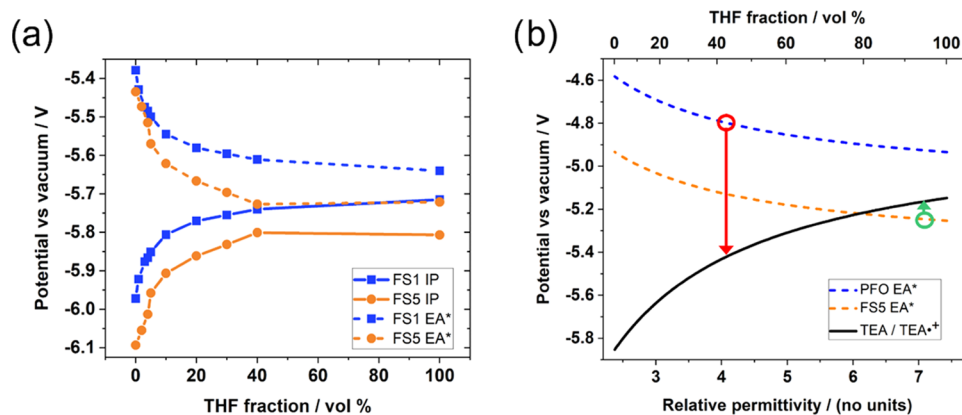 (a)
Potential vs vacuum / V
-5.4
-5.5
-5.6
-5.7
-5.8
-5.9
-6.0
-6.1
0 20 40 60 80 100
THF fraction / vol %
FS1 IP
FS5 IP
FS1 EA*
FS5 EA*
(b)
THF fraction / vol %
0 20 40 60 80 100
Potential vs vacuum / V
-4.6
-4.8
-5.0
-5.2
-5.4
-5.6
-5.8
3 4 5 6 7
Relative permittivity / (no units)
PFO EA*
FS5 EA*
TEA / TEA•+